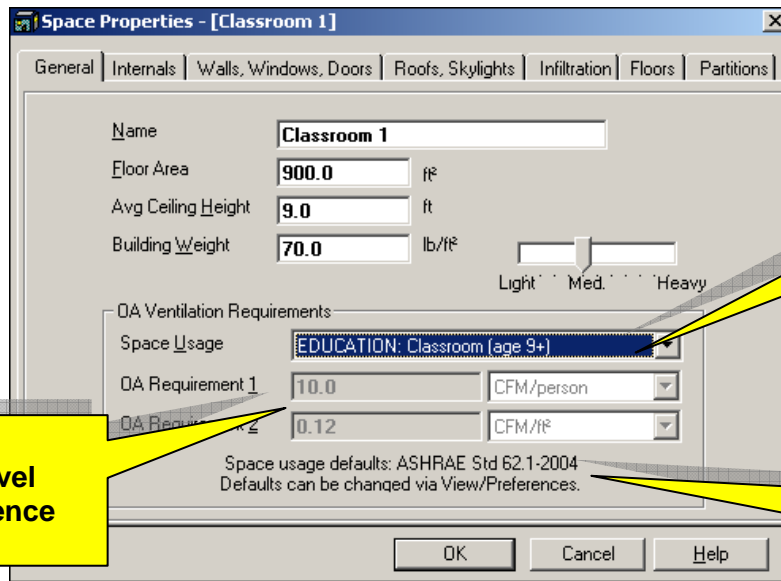 Space Properties - [Classroom 1]
General Internals Walls, Windows, Doors Roofs, Skylights Infiltration Floors Partitions
Name Classroom 1
Floor Area 900.0 ft²
Avg Ceiling Height 9.0 ft
Building Weight 70.0 lb/ft²
Light Med. Heavy
OA Ventilation Requirements
Space Usage EDUCATION: Classroom (age 9+)
OA Requirement 1 10.0 CFM/person
OA 2 0.12 CFM/ft²
Space usage defaults: ASHRAE Std 62.1-2004
Defaults can be changed via View/Preferences.
OK Cancel Help